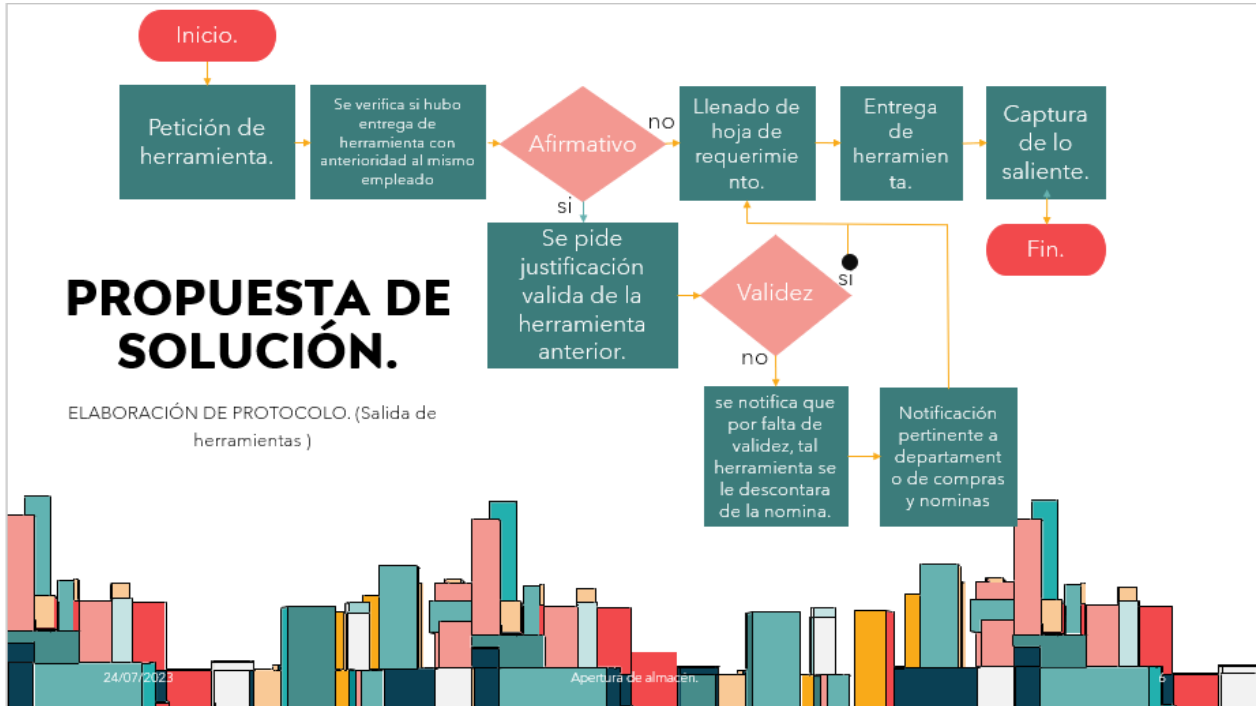 Inicio.
Petición de
herramienta.
Se verifica si hubo
entrega de
herramienta con
anterioridad al mismo
empleado
Afirmativo
no
si
Llenado de
hoja de
requerimie
nto.
Entrega
de
herramien
ta.
Captura
de lo
saliente.
Fin.
Se pide
justificación
valida de la
herramienta
anterior.
Validez
si
no
se notifica que
por falta de
validez, tal
herramienta se
le descontara
de la nomina.
Notificación
pertinente a
departament
o de compras
y nominas
PROPUESTA DE
SOLUCIÓN.
ELABORACIÓN DE PROTOCOLO. (Salida de
herramientas )
24/07/2023
Apertura de almacén.
6